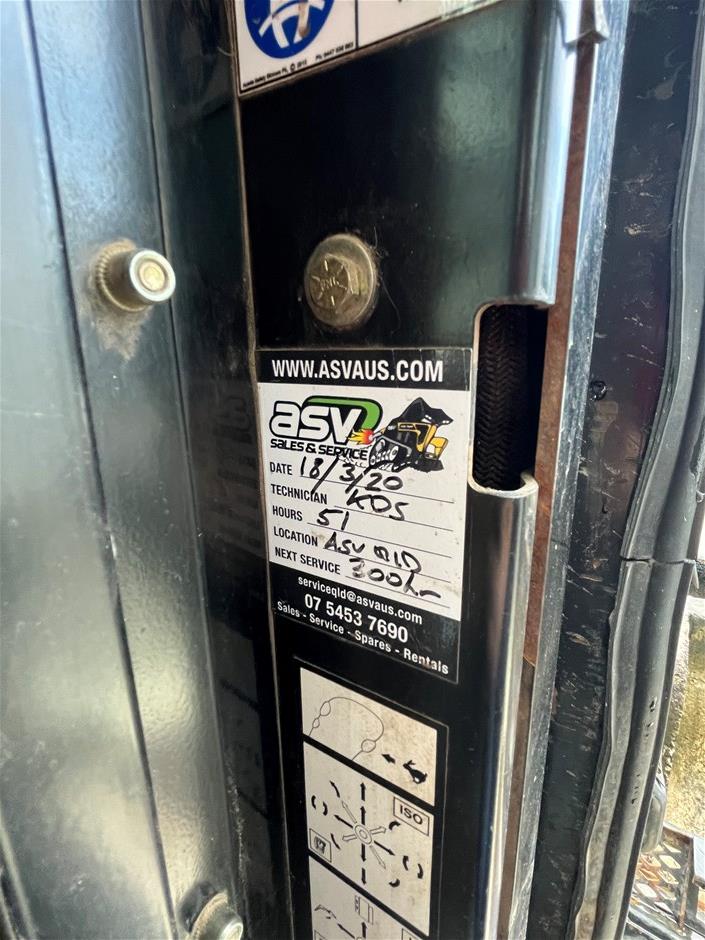 WWW.ASVAUS.COM
asv
SALES & SERVICE
DATE 18/3/20
TECHNICIAN KOS
HOURS 51
LOCATION ASV QLD
NEXT SERVICE 300hr
serviceqld@asvaus.com
07 5453 7690
Sales - Service - Spares - Rentals
ISO